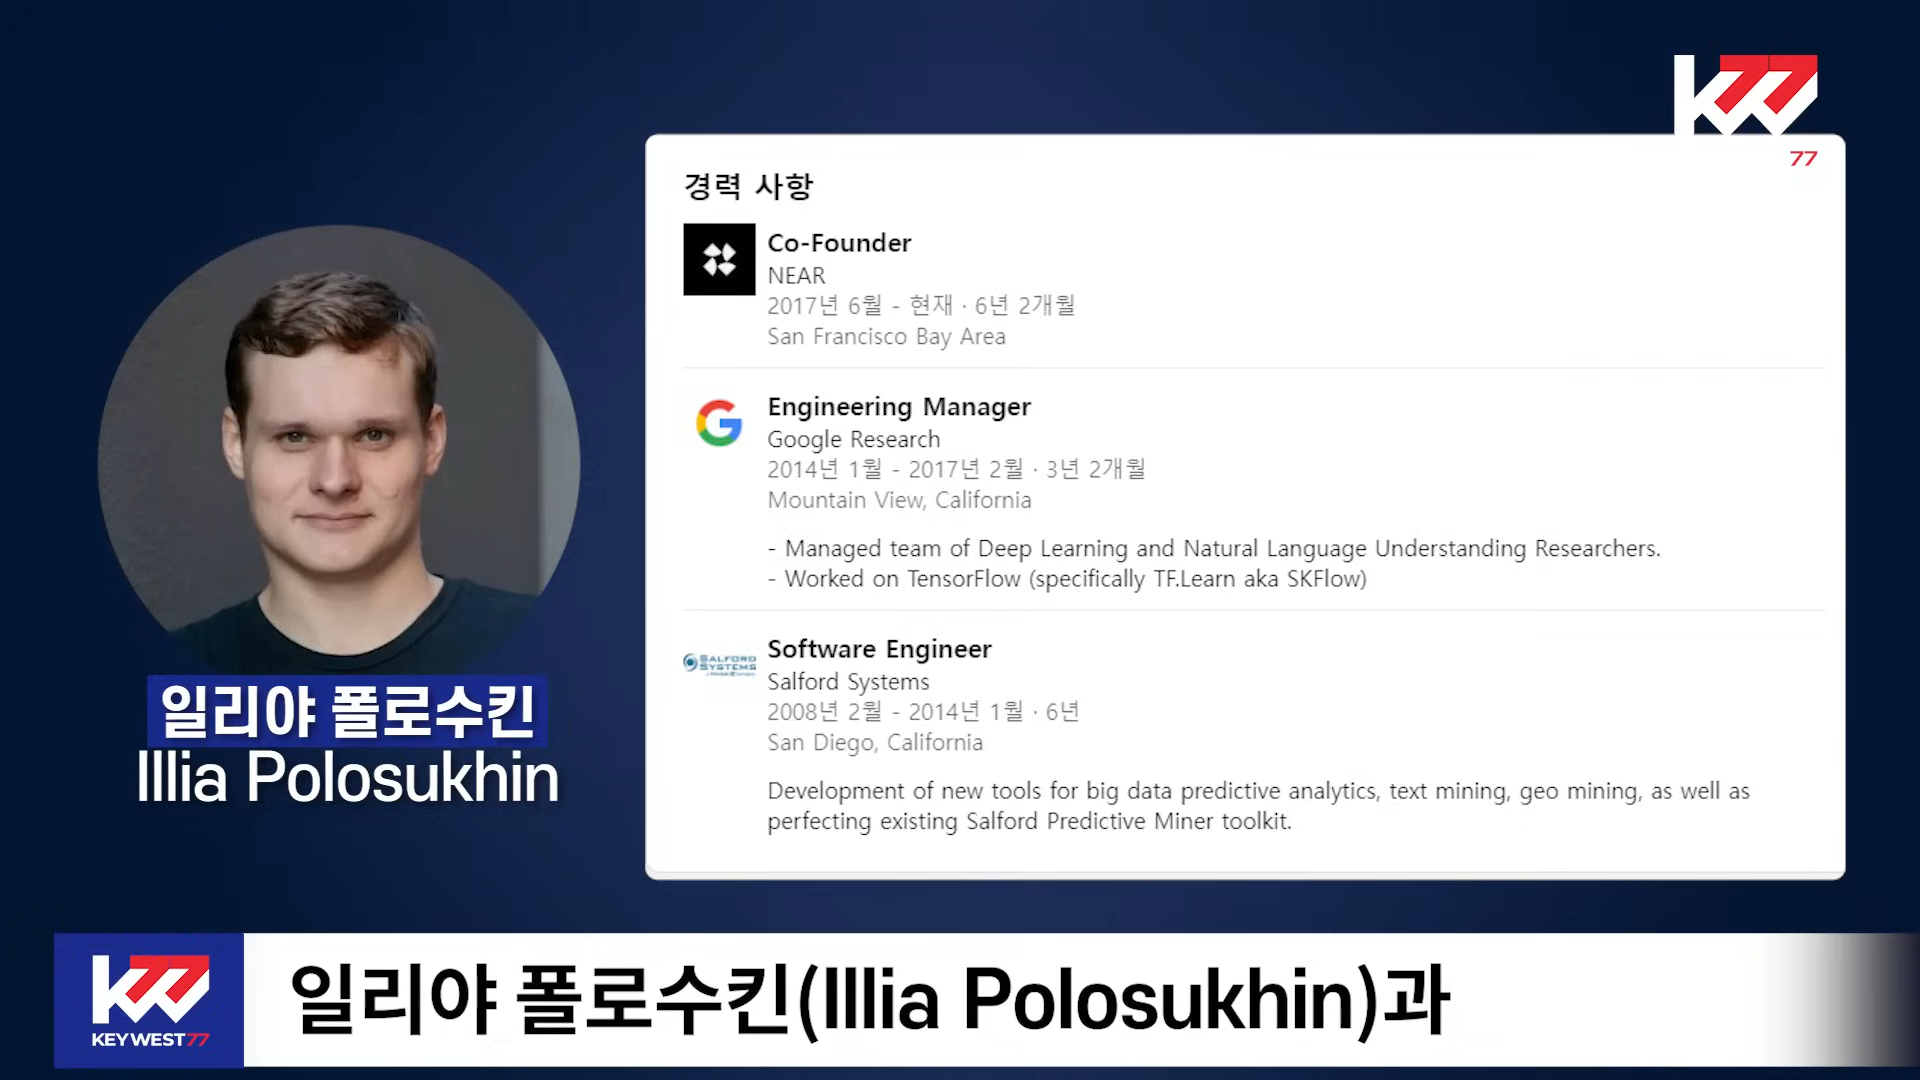 77
경력 사항
Co-Founder
NEAR
2017년 6월 - 현재 · 6년 2개월
San Francisco Bay Area
Engineering Manager
Google Research
2014년 1월 - 2017년 2월 · 3년 2개월
Mountain View, California
- Managed team of Deep Learning and Natural Language Understanding Researchers.
- Worked on TensorFlow (specifically TF.Learn aka SKFlow)
SALFORD
SYSTEMS
Software Engineer
Salford Systems
2008년 2월 - 2014년 1월 · 6년
San Diego, California
Development of new tools for big data predictive analytics, text mining, geo mining, as well as
perfecting existing Salford Predictive Miner toolkit.
일리야 폴로수킨
Illia Polosukhin
K77
KEYWEST77
일리야 폴로수킨(Illia Polosukhin)과